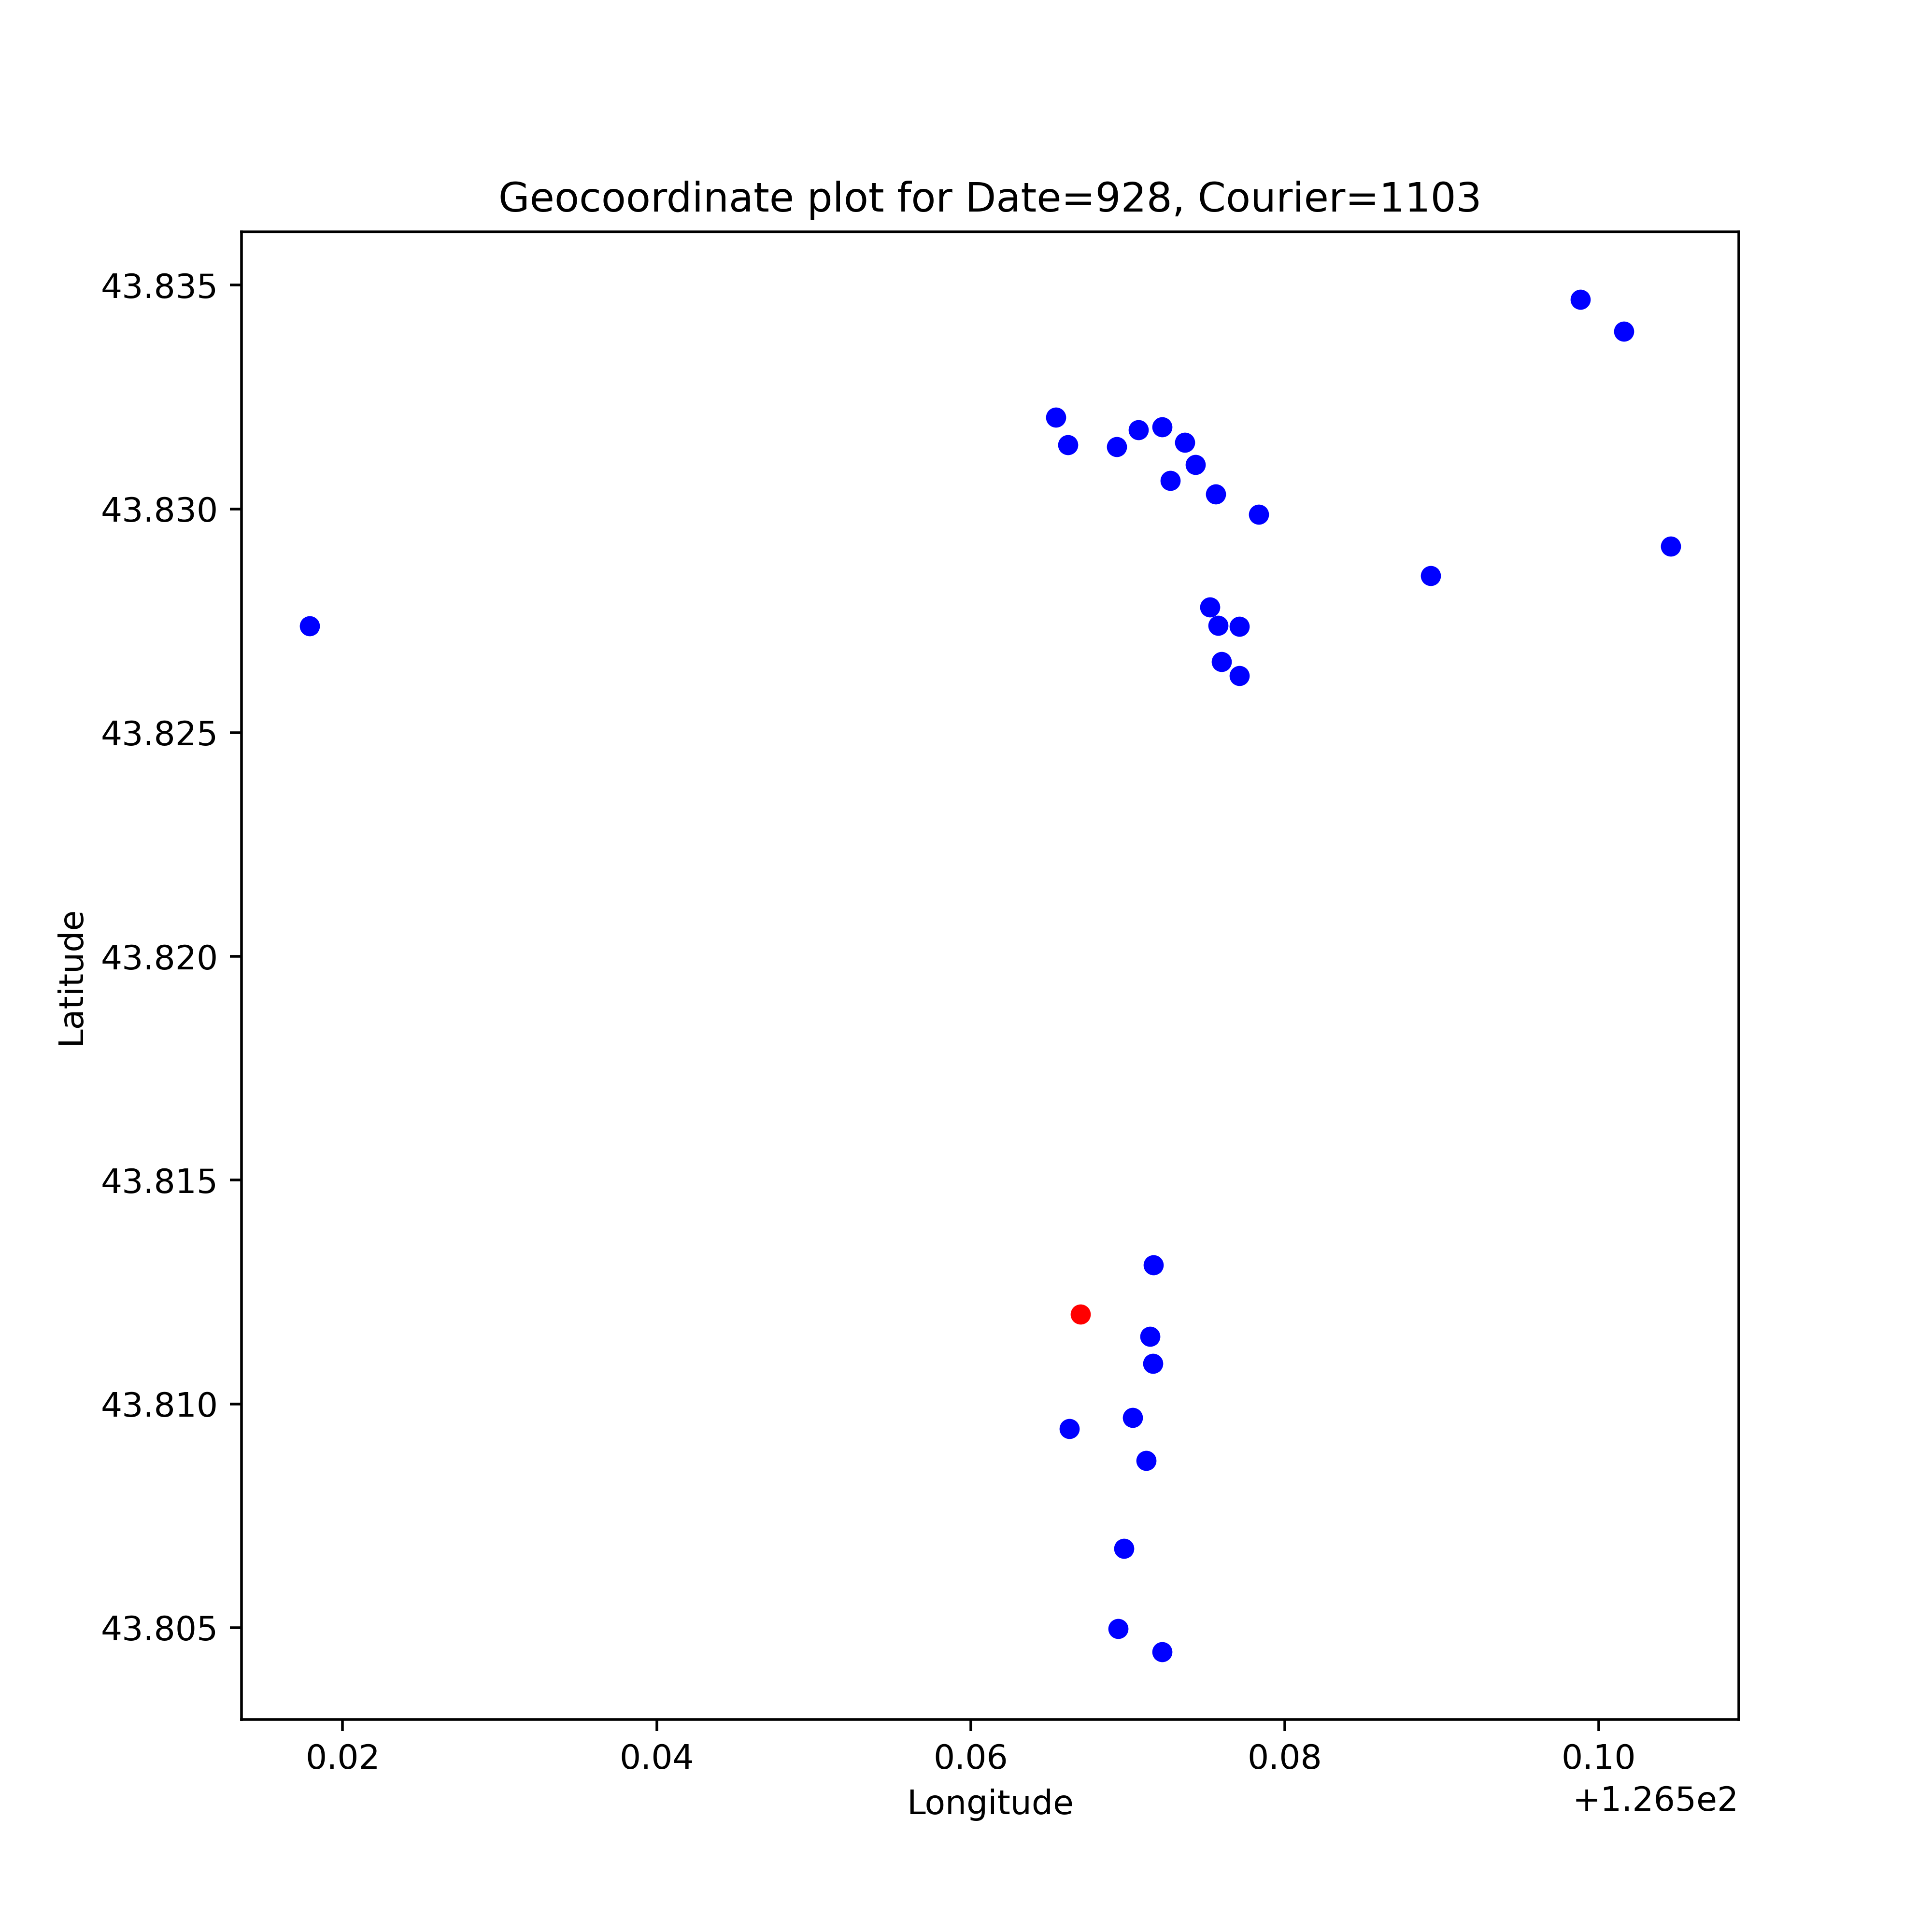 Geocoordinate plot for Date=928, Courier=1103
43.835
43.830
43.825
43.820
43.815
43.810
43.805
Latitude
0.02 0.04 0.06 0.08 0.10
+1.265e2
Longitude